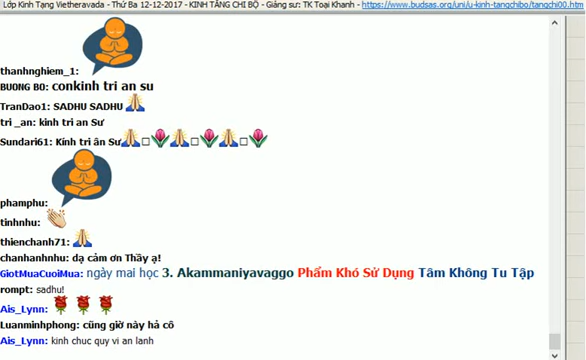 Lớp Kinh Tạng Vietheravada - Thứ Ba 12-12-2017 - KINH TĂNG CHI BỘ - Giảng sư: TK Toại Khanh - https://www.budsas.org/uni/u-kinh-tangchibo/tangchi00.htm
thanhnghiem_1:
BUONG BO: conkinh tri an su
TranDao1: SADHU SADHU
tri _an: kinh tri an Sư
Sundari61: Kính tri ân Sư
phamphu:
tinhnhu:
thienchanh71:
chanhanhnhu: dạ cảm ơn Thầy ạ!
GiotMuaCuoiMua: ngày mai học 3. Akammaniyavaggo Phẩm Khó Sử Dụng Tâm Không Tu Tập
rompt: sadhu!
Ais_Lynn:
Luanminhphong: cũng giờ này hả cô
Ais_Lynn: kinh chuc quy vi an lanh